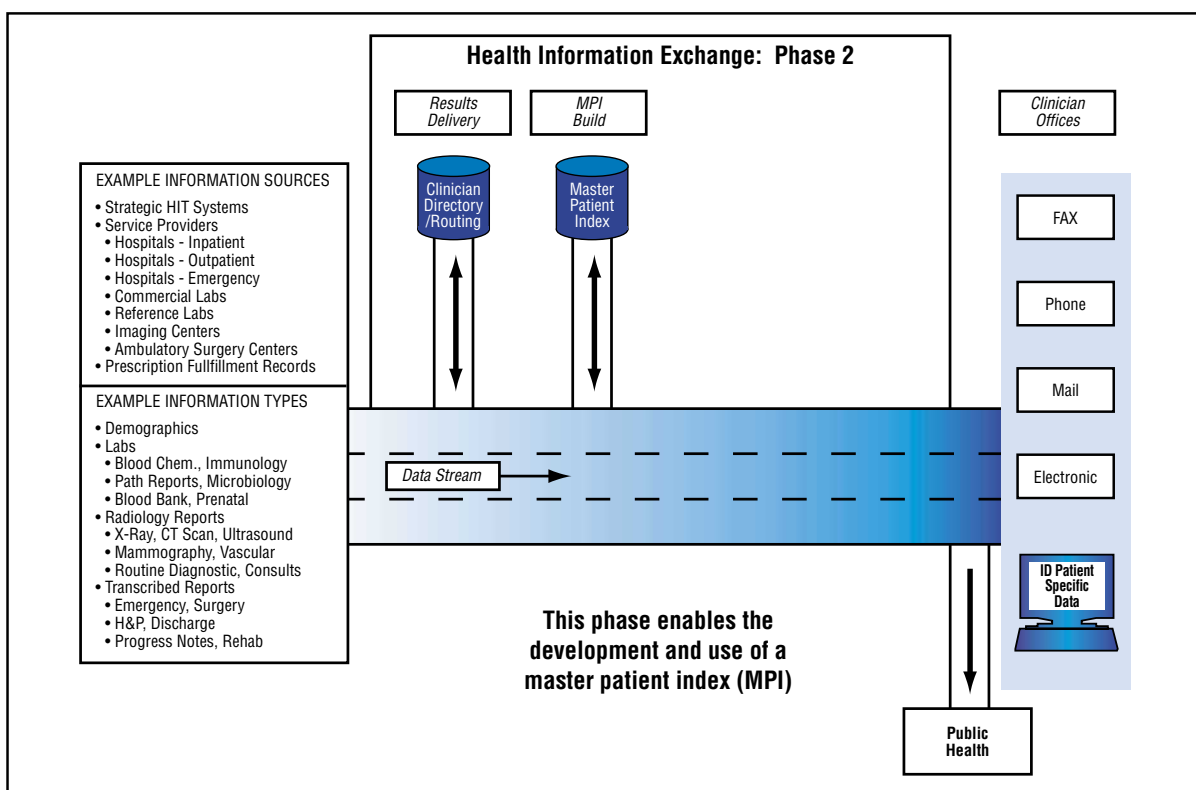 Health Information Exchange: Phase 2
Results
Delivery
MPI
Build
Clinician
Offices
Clinician
Directory
/Routing
Master
Patient
Index
EXAMPLE INFORMATION SOURCES
• Strategic HIT Systems
• Service Providers
• Hospitals - Inpatient
• Hospitals - Outpatient
• Hospitals - Emergency
• Commercial Labs
• Reference Labs
• Imaging Centers
• Ambulatory Surgery Centers
• Prescription Fullfillment Records
EXAMPLE INFORMATION TYPES
• Demographics
• Labs
• Blood Chem., Immunology
• Path Reports, Microbiology
• Blood Bank, Prenatal
• Radiology Reports
• X-Ray, CT Scan, Ultrasound
• Mammography, Vascular
• Routine Diagnostic, Consults
• Transcribed Reports
• Emergency, Surgery
• H&P, Discharge
• Progress Notes, Rehab
Data Stream
FAX
Phone
Mail
Electronic
ID Patient
Specific
Data
This phase enables the
development and use of a
master patient index (MPI)
Public
Health